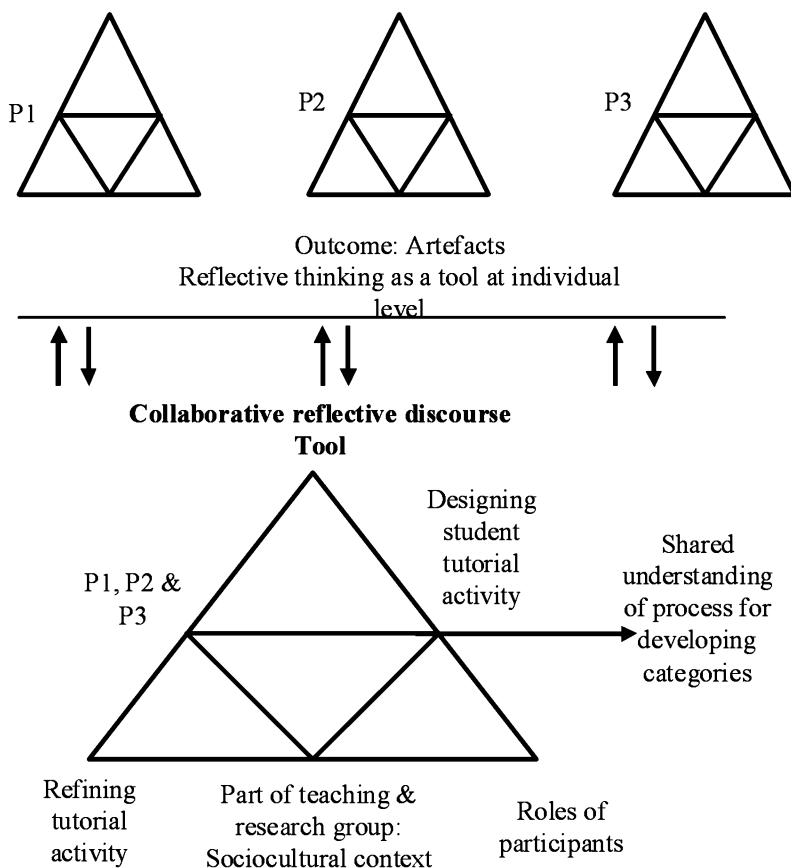 P1
P2
P3
Outcome: Artefacts
Reflective thinking as a tool at individual
level
Collaborative reflective discourse
Tool
Designing
student
tutorial
activity
P1, P2 &
P3
Shared
understanding
of process for
developing
categories
Refining
tutorial
activity
Part of teaching &
research group:
Sociocultural context
Roles of
participants